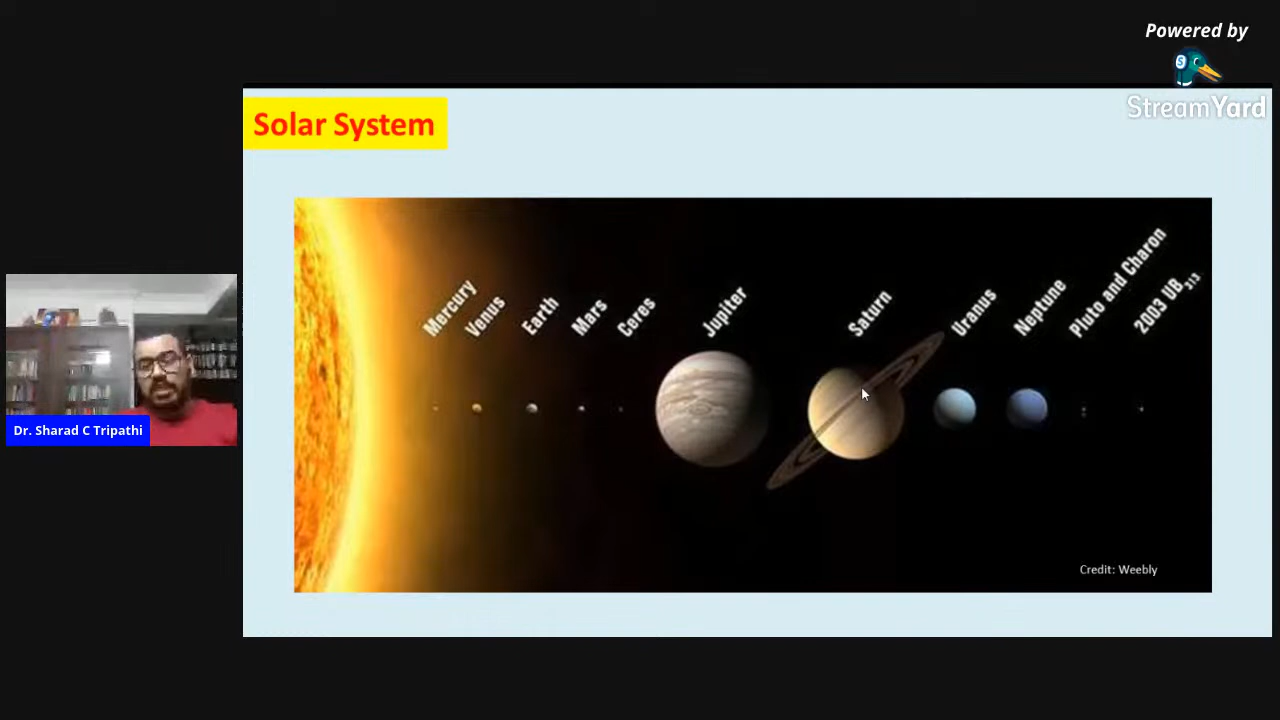 Powered by
StreamYard
Solar System
Mercury
Venus
Earth
Mars
Ceres
Jupiter
Saturn
Uranus
Neptune
Pluto and Charon
2003 UB313
Dr. Sharad C Tripathi
Credit: Weebly